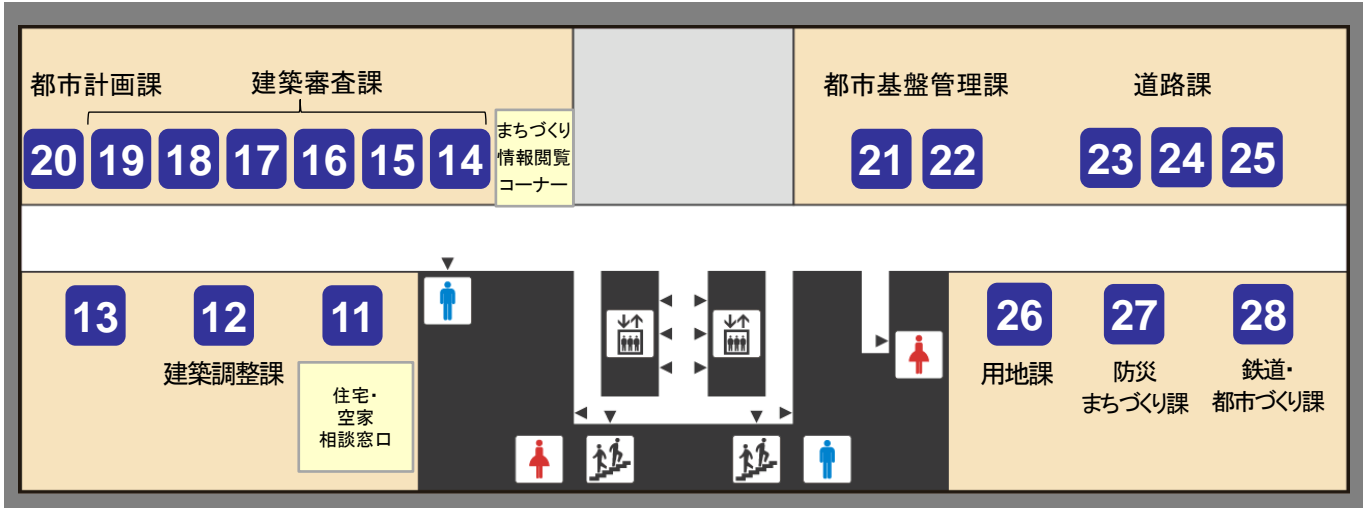 都市計画課
建築審査課
都市基盤管理課
道路課
20 19 18 17 16 15 14
まちづくり
情報閲覧
コーナー
21 22
23 24 25
13 12 11
26 27 28
建築調整課
住宅・
空家
相談窓口
用地課
防災
まちづくり課
鉄道・
都市づくり課